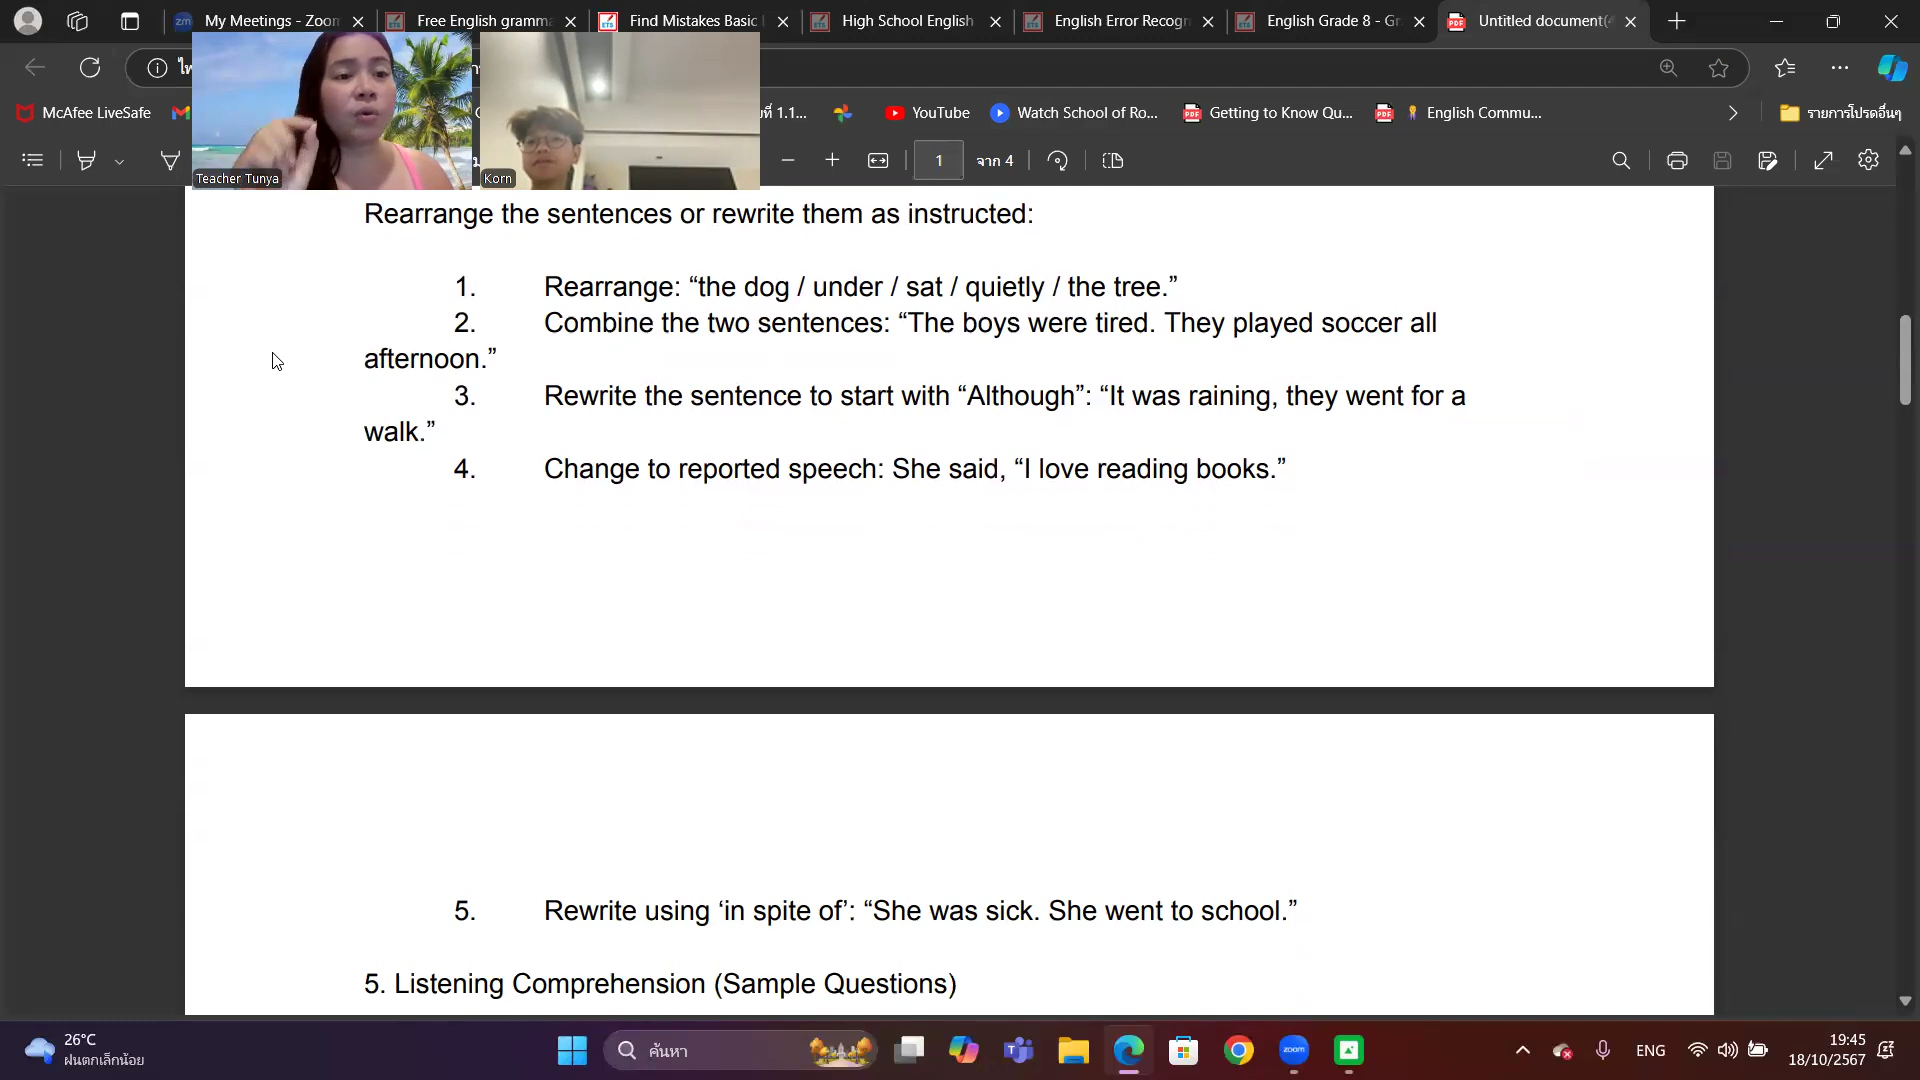 My Meetings - Zoom
Free English gramma
Find Mistakes Basic
High School English
English Error Recogn
English Grade 8 - Gr
Untitled document(4
McAfee LiveSafe
ที่ 1.1...
YouTube
Watch School of Ro...
Getting to Know Qu...
English Commu...
รายการโปรดอื่นๆ
1 จาก 4
Teacher Tunya
Korn
Rearrange the sentences or rewrite them as instructed:
1. Rearrange: “the dog / under / sat / quietly / the tree.”
2. Combine the two sentences: “The boys were tired. They played soccer all
afternoon.”
3. Rewrite the sentence to start with “Although”: “It was raining, they went for a
walk.”
4. Change to reported speech: She said, “I love reading books.”
5. Rewrite using ‘in spite of’: “She was sick. She went to school.”
5. Listening Comprehension (Sample Questions)
26°C
ฝนตกเล็กน้อย
ค้นหา
zoom
ENG
19:45
18/10/2567